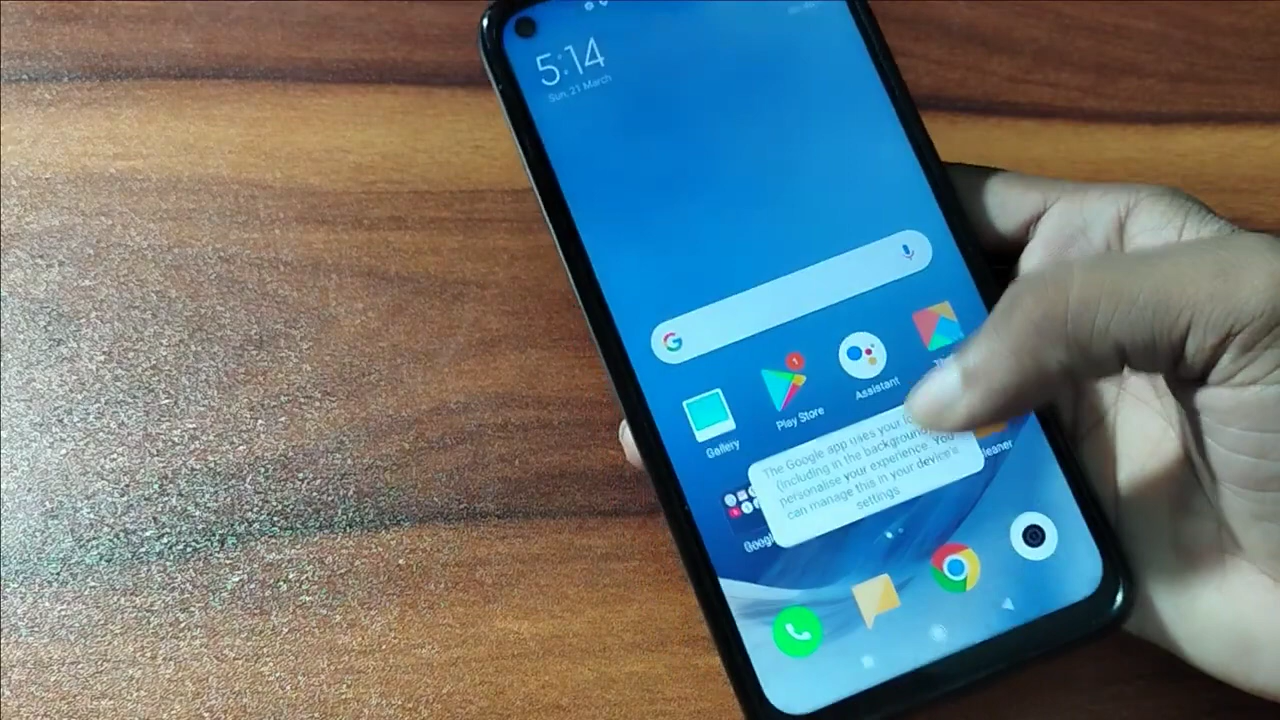 5:14
Sun, 21 March
Gallery
Play Store
1
Assistant
The Google app uses your
(including in the background)
personalise your experience. You
can manage this in your device's
settings